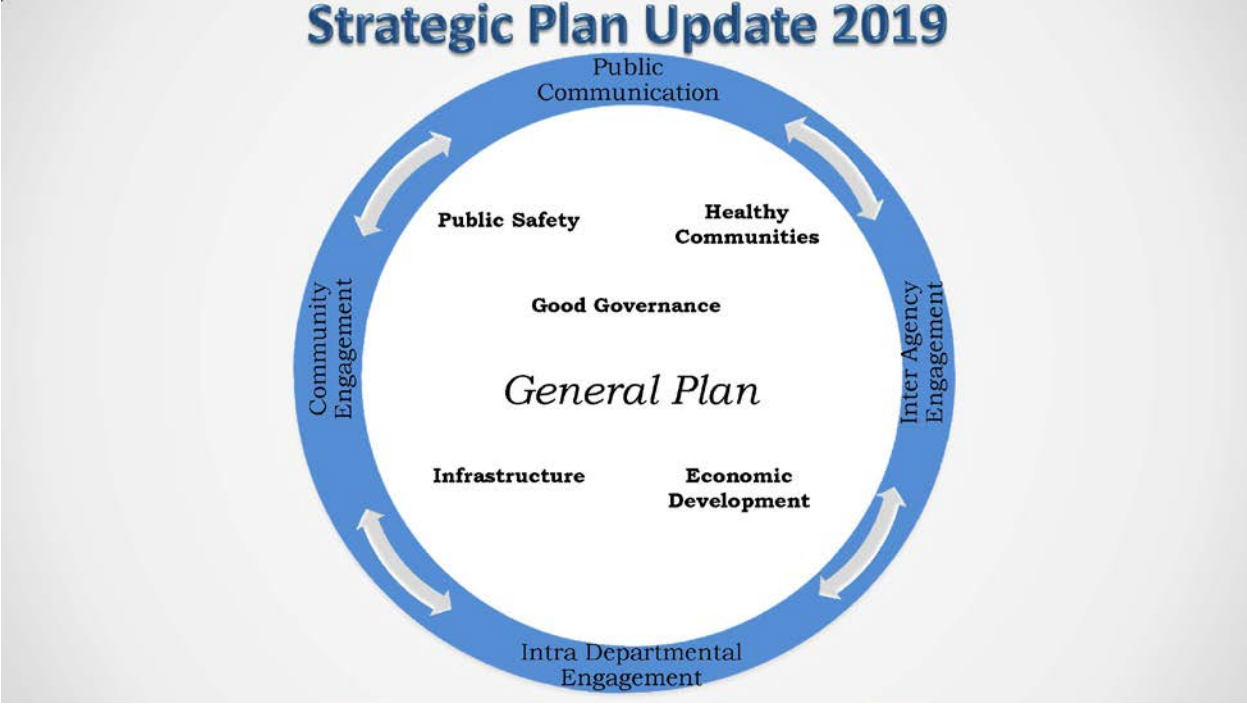 Strategic Plan Update 2019
Public
Communication
Public Safety
Healthy
Communities
Good Governance
Community
Engagement
Inter Agency
Engagement
General Plan
Infrastructure
Economic
Development
Intra Departmental
Engagement